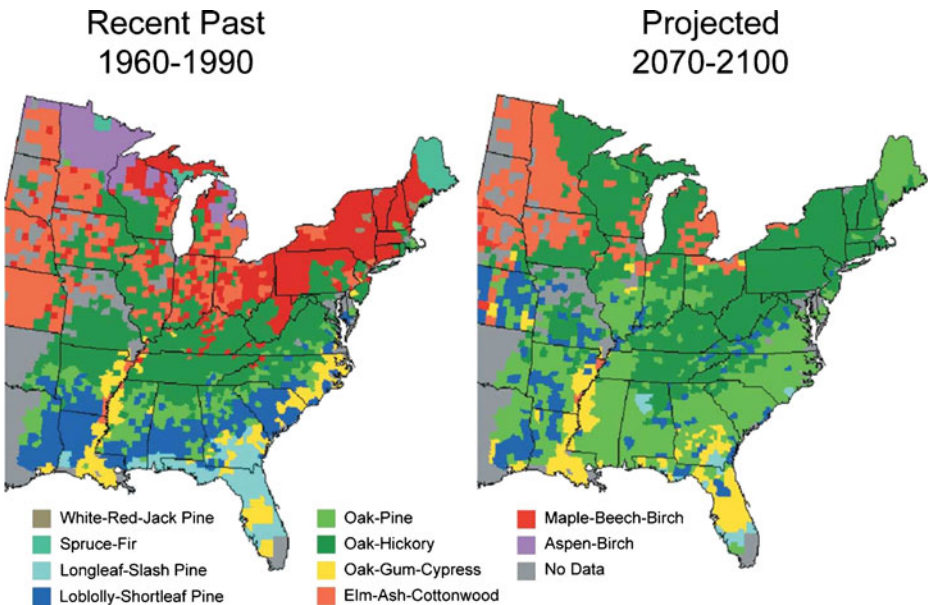 Recent Past
1960-1990
Projected
2070-2100
White-Red-Jack Pine
Spruce-Fir
Longleaf-Slash Pine
Loblolly-Shortleaf Pine
Oak-Pine
Oak-Hickory
Oak-Gum-Cypress
Elm-Ash-Cottonwood
Maple-Beech-Birch
Aspen-Birch
No Data